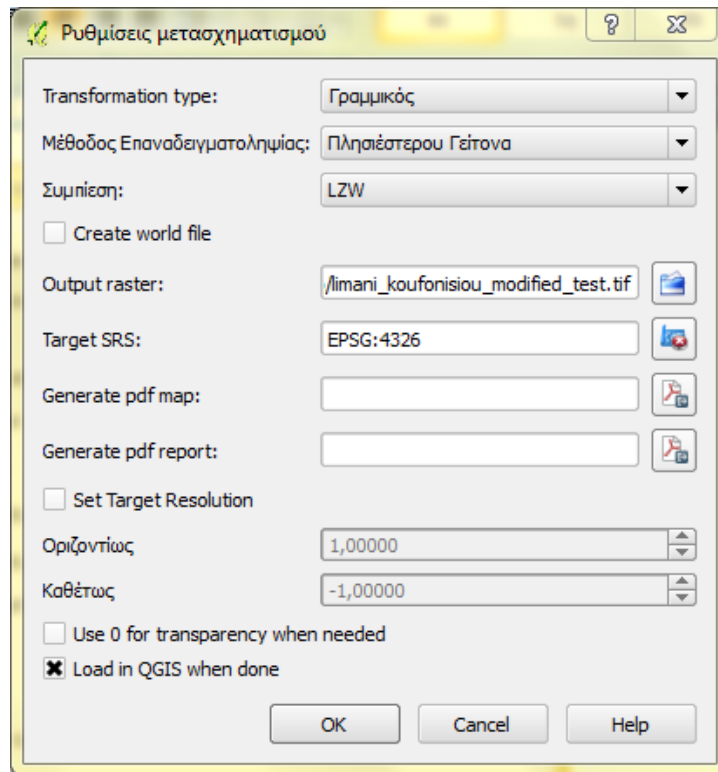 Ρυθμίσεις μετασχηματισμού
Transformation type: Γραμμικός
Μέθοδος Επαναδειγματοληψίας: Πλησιέστερου Γείτονα
Συμπίεση: LZW
Create world file
Output raster: /limani_koufonisiou_modified_test.tif
Target SRS: EPSG:4326
Generate pdf map:
Generate pdf report:
Set Target Resolution
Οριζοντίως 1,00000
Καθέτως -1,00000
Use 0 for transparency when needed
Load in QGIS when done
OK Cancel Help